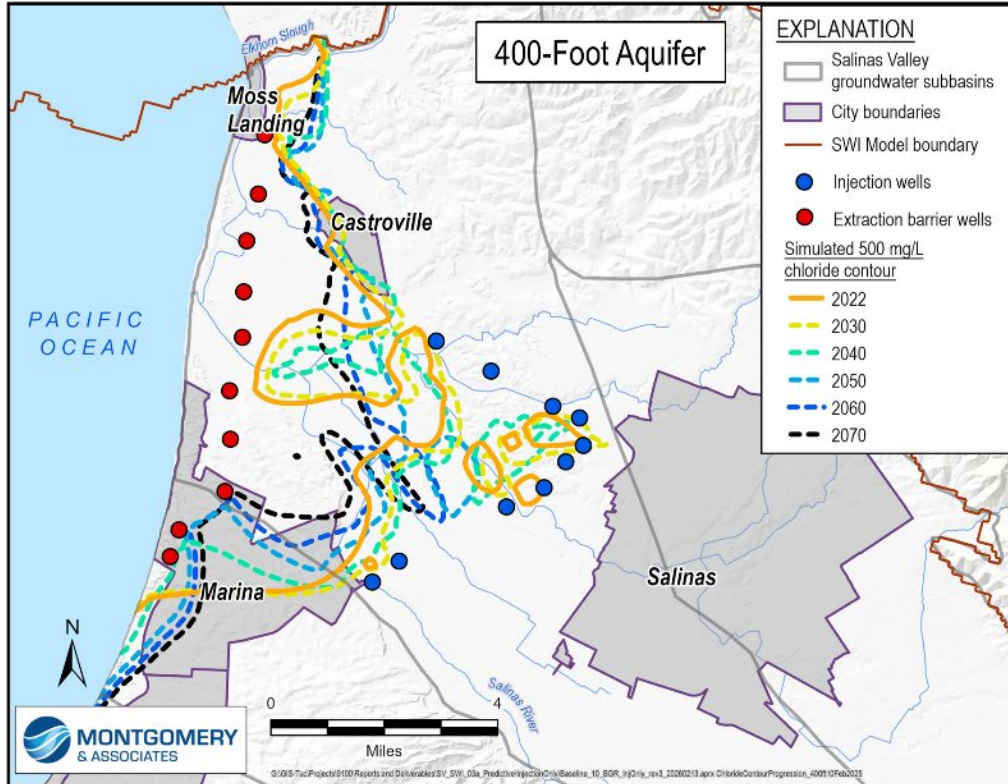 400-Foot Aquifer
Elkhorn Slough
Moss
Landing
Castroville
PACIFIC
OCEAN
Marina
Salinas
Salinas River
N
0
4
Miles
MONTGOMERY
& ASSOCIATES
EXPLANATION
Salinas Valley
groundwater subbasins
City boundaries
SWI Model boundary
Injection wells
Extraction barrier wells
Simulated 500 mg/L
chloride contour
2022
2030
2040
2050
2060
2070